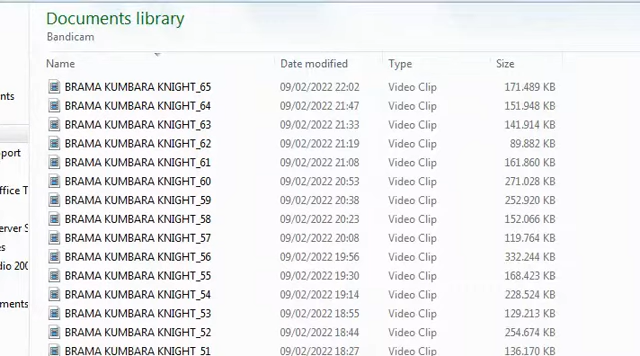 Documents library
Bandicam
Name Date modified Type Size
BRAMA KUMBARA KNIGHT_65 09/02/2022 22:02 Video Clip 171.489 KB
nts BRAMA KUMBARA KNIGHT_64 09/02/2022 21:47 Video Clip 151.948 KB
BRAMA KUMBARA KNIGHT_63 09/02/2022 21:33 Video Clip 141.914 KB
BRAMA KUMBARA KNIGHT_62 09/02/2022 21:19 Video Clip 89.882 KB
pport BRAMA KUMBARA KNIGHT_61 09/02/2022 21:08 Video Clip 161.860 KB
BRAMA KUMBARA KNIGHT_60 09/02/2022 20:53 Video Clip 271.028 KB
ffice T BRAMA KUMBARA KNIGHT_59 09/02/2022 20:38 Video Clip 252.920 KB
BRAMA KUMBARA KNIGHT_58 09/02/2022 20:23 Video Clip 152.066 KB
erver S BRAMA KUMBARA KNIGHT_57 09/02/2022 20:08 Video Clip 119.764 KB
es BRAMA KUMBARA KNIGHT_56 09/02/2022 19:56 Video Clip 332.244 KB
dio 200 BRAMA KUMBARA KNIGHT_55 09/02/2022 19:30 Video Clip 168.423 KB
BRAMA KUMBARA KNIGHT_54 09/02/2022 19:14 Video Clip 228.524 KB
ments BRAMA KUMBARA KNIGHT_53 09/02/2022 18:55 Video Clip 129.213 KB
BRAMA KUMBARA KNIGHT_52 09/02/2022 18:44 Video Clip 254.674 KB
BRAMA KUMBARA KNIGHT_51 09/02/2022 18:27 Video Clip 136.170 KB